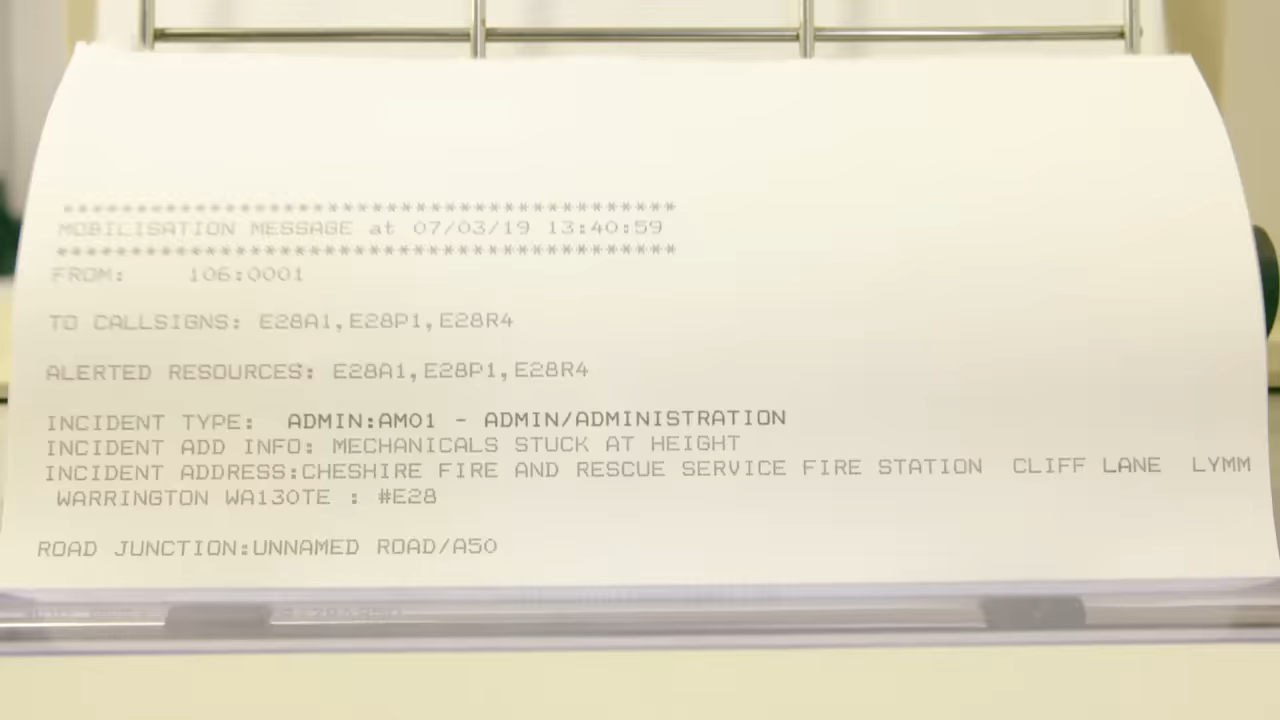 *******************************************
MOBILISATION MESSAGE at 07/03/19 13:40:59
*******************************************
FROM: 106:0001
TO CALLSIGNS: E28A1,E28P1,E28R4
ALERTED RESOURCES: E28A1,E28P1,E28R4
INCIDENT TYPE: ADMIN:AM01 - ADMIN/ADMINISTRATION
INCIDENT ADD INFO: MECHANICALS STUCK AT HEIGHT
INCIDENT ADDRESS:CHESHIRE FIRE AND RESCUE SERVICE FIRE STATION CLIFF LANE LYMM
WARRINGTON WA130TE : #E28
ROAD JUNCTION:UNNAMED ROAD/A50